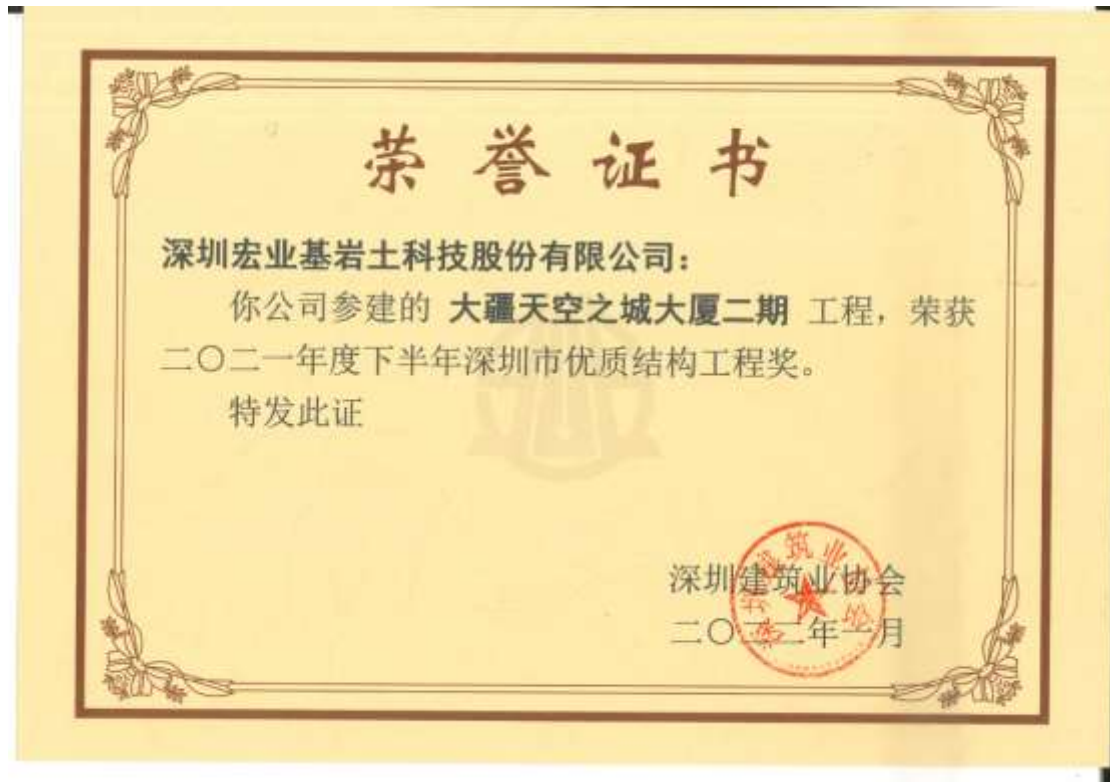 荣誉证书
深圳宏业基岩土科技股份有限公司：
你公司参建的 大疆天空之城大厦二期 工程，荣获
二〇二一年度下半年深圳市优质结构工程奖。
特发此证
深圳建筑业协会
二〇二二年一月